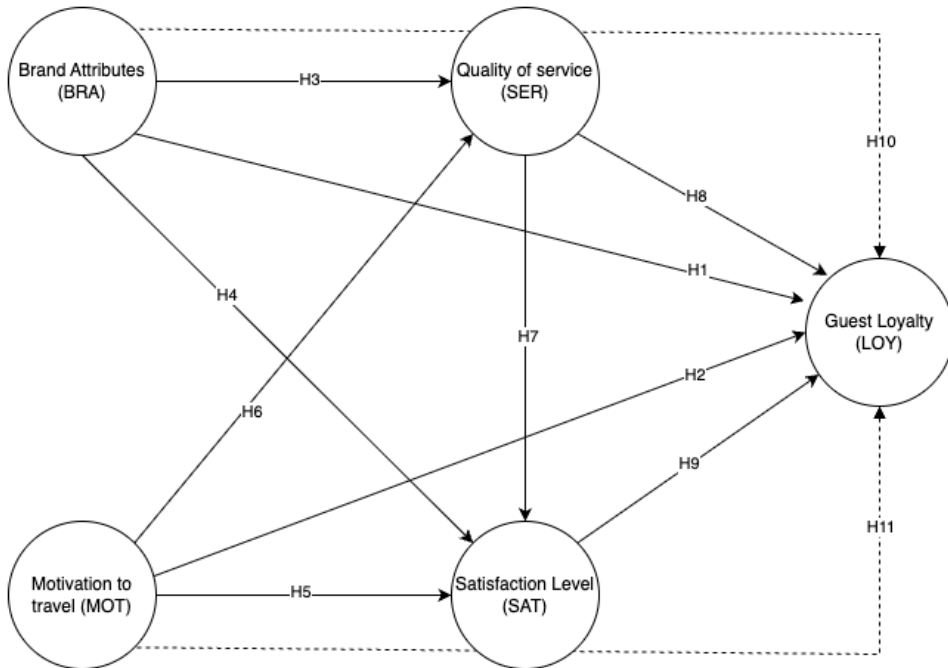 Brand Attributes
(BRA)
H3
Quality of service
(SER)
H10
H8
H1
H4
Guest Loyalty
(LOY)
H7
H2
H6
H9
H11
Motivation to
travel (MOT)
H5
Satisfaction Level
(SAT)